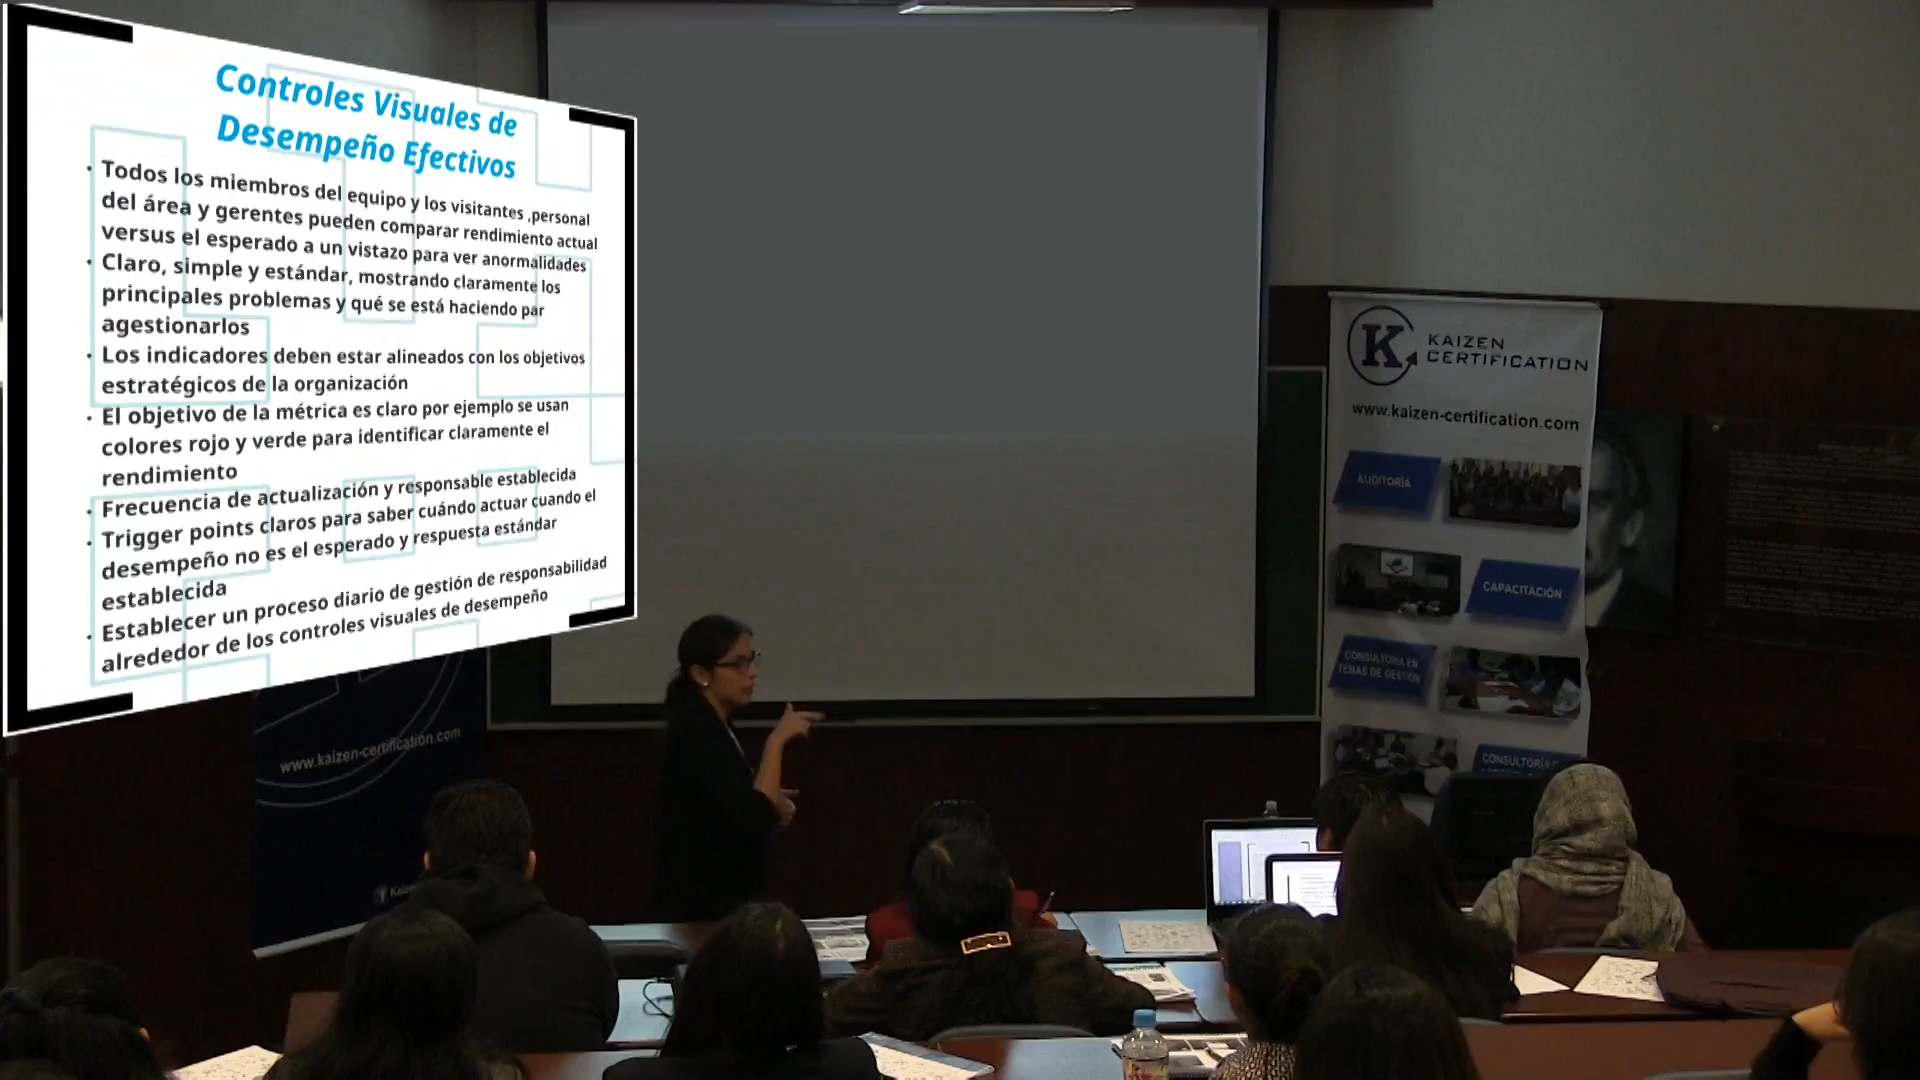 Controles Visuales de
Desempeño Efectivos
· Todos los miembros del equipo y los visitantes ,personal
del área y gerentes pueden comparar rendimiento actual
versus el esperado a un vistazo para ver anormalidades
· Claro, simple y estándar, mostrando claramente los
principales problemas y qué se está haciendo par
agestionarlos
· Los indicadores deben estar alineados con los objetivos
estratégicos de la organización
· El objetivo de la métrica es claro por ejemplo se usan
colores rojo y verde para identificar claramente el
rendimiento
· Frecuencia de actualización y responsable establecida
· Trigger points claros para saber cuándo actuar cuando el
desempeño no es el esperado y respuesta estándar
establecida
· Establecer un proceso diario de gestión de responsabilidad
alrededor de los controles visuales de desempeño
www.kaizen-certification.com
K
KAIZEN
CERTIFICATION
www.kaizen-certification.com
AUDITORÍA
CAPACITACIÓN
CONSULTORÍA EN
TEMAS DE GESTIÓN